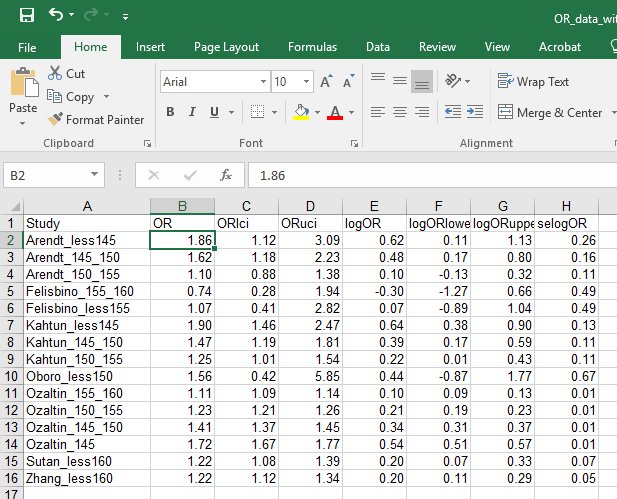 OR_data_wi
File Home Insert Page Layout Formulas Data Review View Acrobat
Paste Cut Copy Format Painter Arial 10 A A B I U A Wrap Text Merge & Center
Clipboard Font Alignment
B2 fx 1.86
A B C D E F G H
1 Study OR ORlci ORuci logOR logORlowe logORuppe selogOR
2 Arendt_less145 1.86 1.12 3.09 0.62 0.11 1.13 0.26
3 Arendt_145_150 1.62 1.18 2.23 0.48 0.17 0.80 0.16
4 Arendt_150_155 1.10 0.88 1.38 0.10 -0.13 0.32 0.11
5 Felisbino_155_160 0.74 0.28 1.94 -0.30 -1.27 0.66 0.49
6 Felisbino_less155 1.07 0.41 2.82 0.07 -0.89 1.04 0.49
7 Kahtun_less145 1.90 1.46 2.47 0.64 0.38 0.90 0.13
8 Kahtun_145_150 1.47 1.19 1.81 0.39 0.17 0.59 0.11
9 Kahtun_150_155 1.25 1.01 1.54 0.22 0.01 0.43 0.11
10 Oboro_less150 1.56 0.42 5.85 0.44 -0.87 1.77 0.67
11 Ozaltin_155_160 1.11 1.09 1.14 0.10 0.09 0.13 0.01
12 Ozaltin_150_155 1.23 1.21 1.26 0.21 0.19 0.23 0.01
13 Ozaltin_145_150 1.41 1.37 1.45 0.34 0.31 0.37 0.01
14 Ozaltin_145 1.72 1.67 1.77 0.54 0.51 0.57 0.01
15 Sutan_less160 1.22 1.08 1.39 0.20 0.07 0.33 0.07
16 Zhang_less160 1.22 1.12 1.34 0.20 0.11 0.29 0.05
17